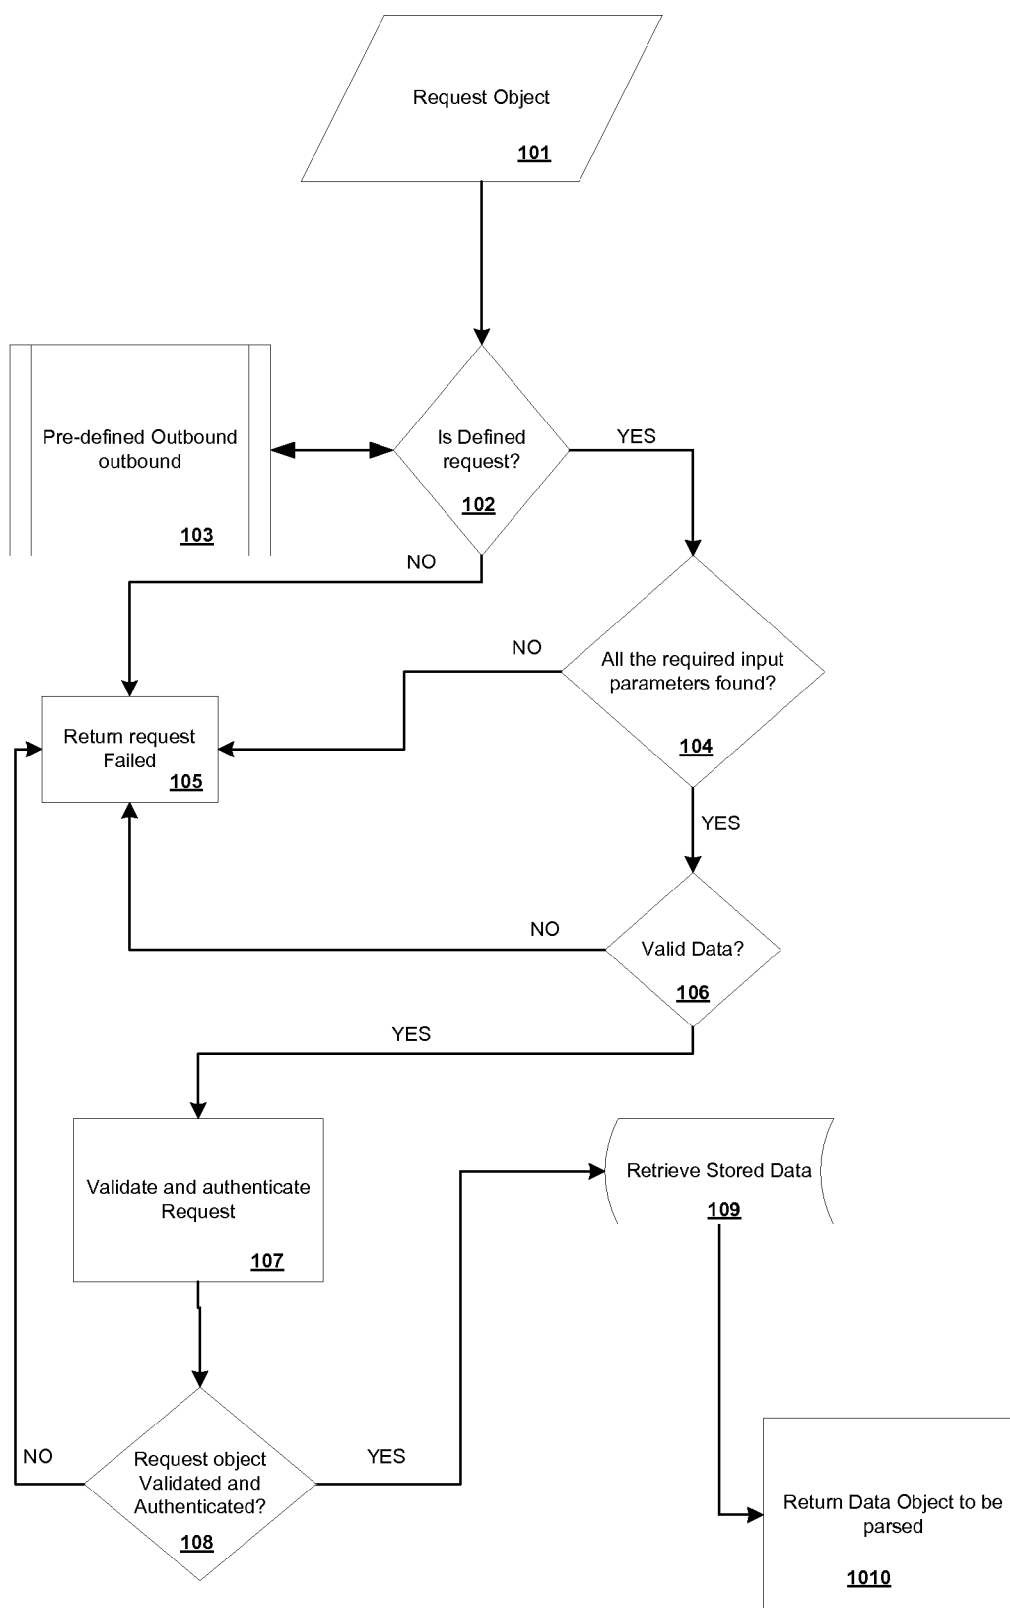 Request Object
101
Pre-defined Outbound
outbound
103
Is Defined
request?
102
YES
NO
NO
All the required input
parameters found?
104
Return request
Failed
105
YES
NO
Valid Data?
106
YES
Validate and authenticate
Request
107
Retrieve Stored Data
109
NO
Request object
Validated and
Authenticated?
108
YES
Return Data Object to be
parsed
1010